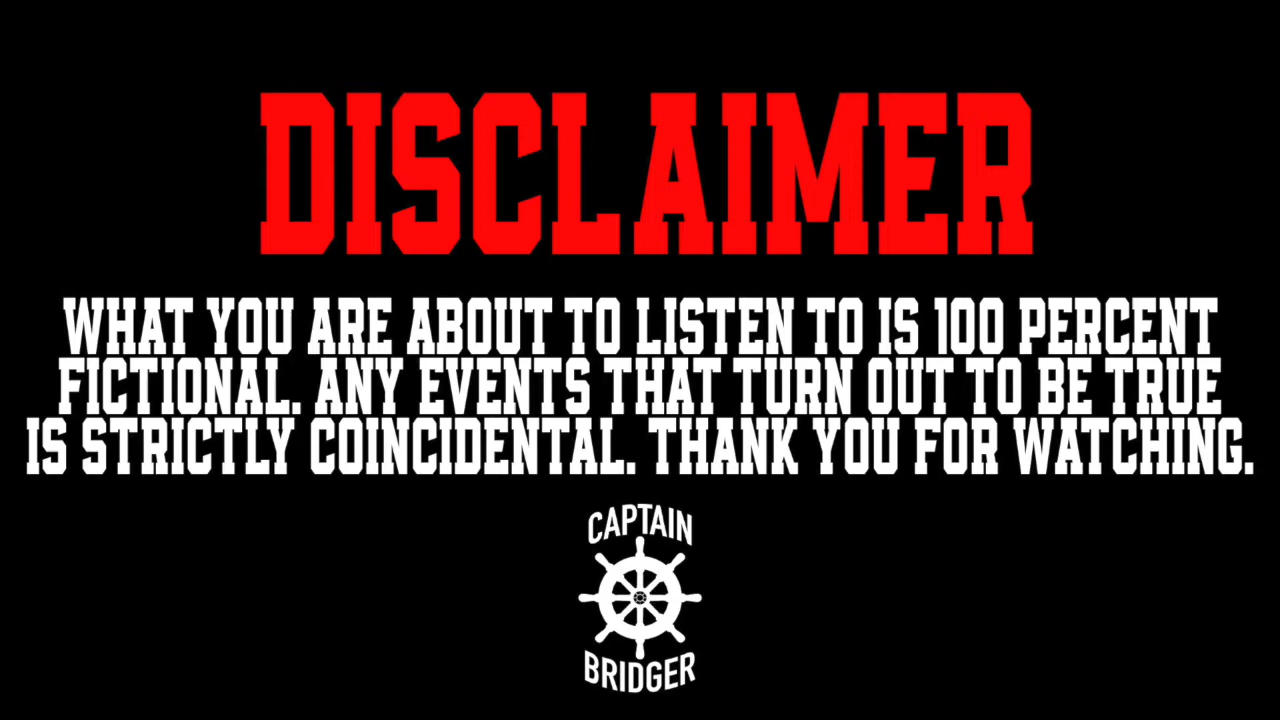 DISCLAIMER
WHAT YOU ARE ABOUT TO LISTEN TO IS 100 PERCENT
FICTIONAL. ANY EVENTS THAT TURN OUT TO BE TRUE
IS STRICTLY COINCIDENTAL. THANK YOU FOR WATCHING.
CAPTAIN
BRIDGER